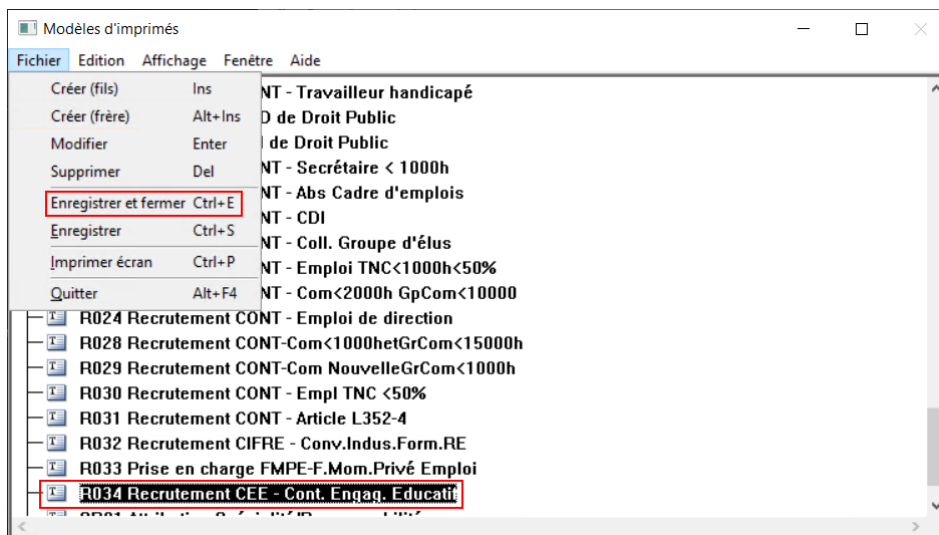 Modèles d'imprimés
Fichier Edition Affichage Fenêtre Aide
Créer (fils) Ins
Créer (frère) Alt+Ins
Modifier Enter
Supprimer Del
Enregistrer et fermer Ctrl+E
Enregistrer Ctrl+S
Imprimer écran Ctrl+P
Quitter Alt+F4
NT - Travailleur handicapé
D de Droit Public
de Droit Public
NT - Secrétaire < 1000h
NT - Abs Cadre d'emplois
NT - CDI
NT - Coll. Groupe d'élus
NT - Emploi TNC<1000h<50%
NT - Com<2000h GpCom<10000
R024 Recrutement CONT - Emploi de direction
R028 Recrutement CONT-Com<1000hetGrCom<15000h
R029 Recrutement CONT-Com NouvelleGrCom<1000h
R030 Recrutement CONT - Empl TNC <50%
R031 Recrutement CONT - Article L352-4
R032 Recrutement CIFRE - Conv.Indus.Form.RE
R033 Prise en charge FMPE-F.Mom.Privé Emploi
R034 Recrutement CEE - Cont. Engag. Educatif